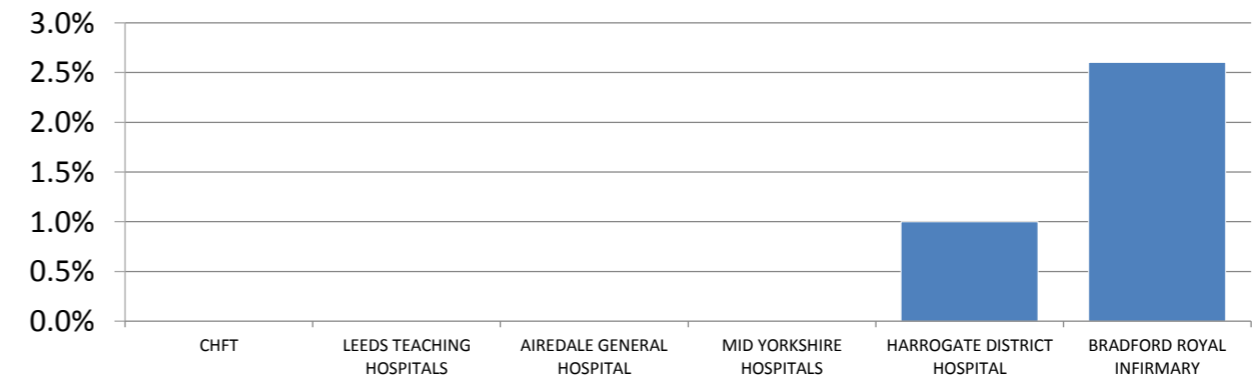 3.0%
2.5%
2.0%
1.5%
1.0%
0.5%
0.0%
CHFT
LEEDS TEACHING
HOSPITALS
AIREDALE GENERAL
HOSPITAL
MID YORKSHIRE
HOSPITALS
HARROGATE DISTRICT
HOSPITAL
BRADFORD ROYAL
INFIRMARY